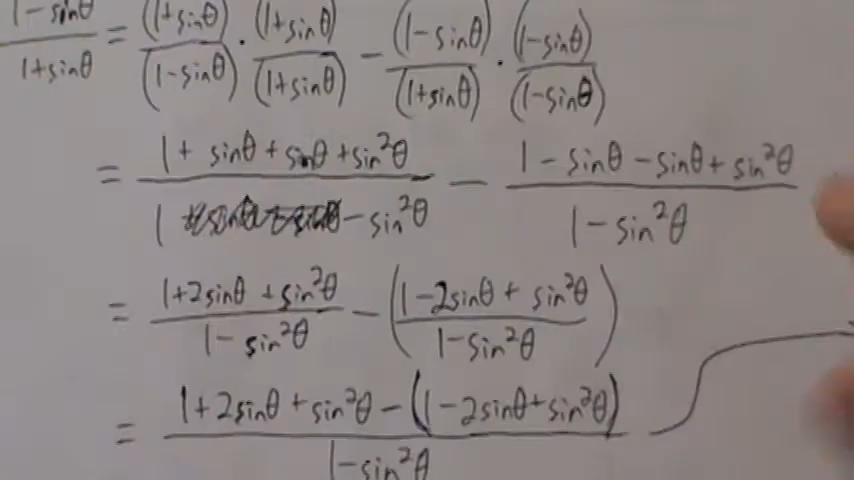 1-sinθ/1+sinθ = (1+sinθ)/(1-sinθ) · (1+sinθ)/(1+sinθ) - (1-sinθ)/(1+sinθ) · (1-sinθ)/(1-sinθ)
= 1+ sinθ + sinθ + sin²θ/1 - sin²θ - 1 - sinθ - sinθ + sin²θ/1 - sin²θ
= 1+2sinθ + sin²θ/1 - sin²θ - (1-2sinθ + sin²θ/1-sin²θ)
= 1+2sinθ + sin²θ - (1-2sinθ+sin²θ)/1-sin²θ